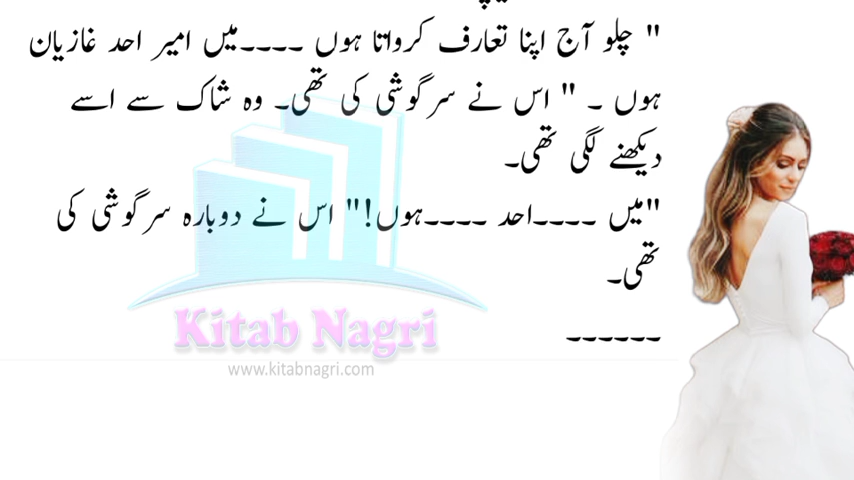 " چلو آج اپنا تعارف کرواتا ہوں ۔۔۔۔میں امیر احد غازیان
ہوں ۔ " اس نے سرگوشی کی تھی۔ وہ شاک سے اسے
دیکھنے لگی تھی۔
"میں ۔۔۔۔احد ۔۔۔۔ہوں!" اس نے دوبارہ سرگوشی کی
تھی۔
۔۔۔۔۔۔
Kitab Nagri
www.kitabnagri.com